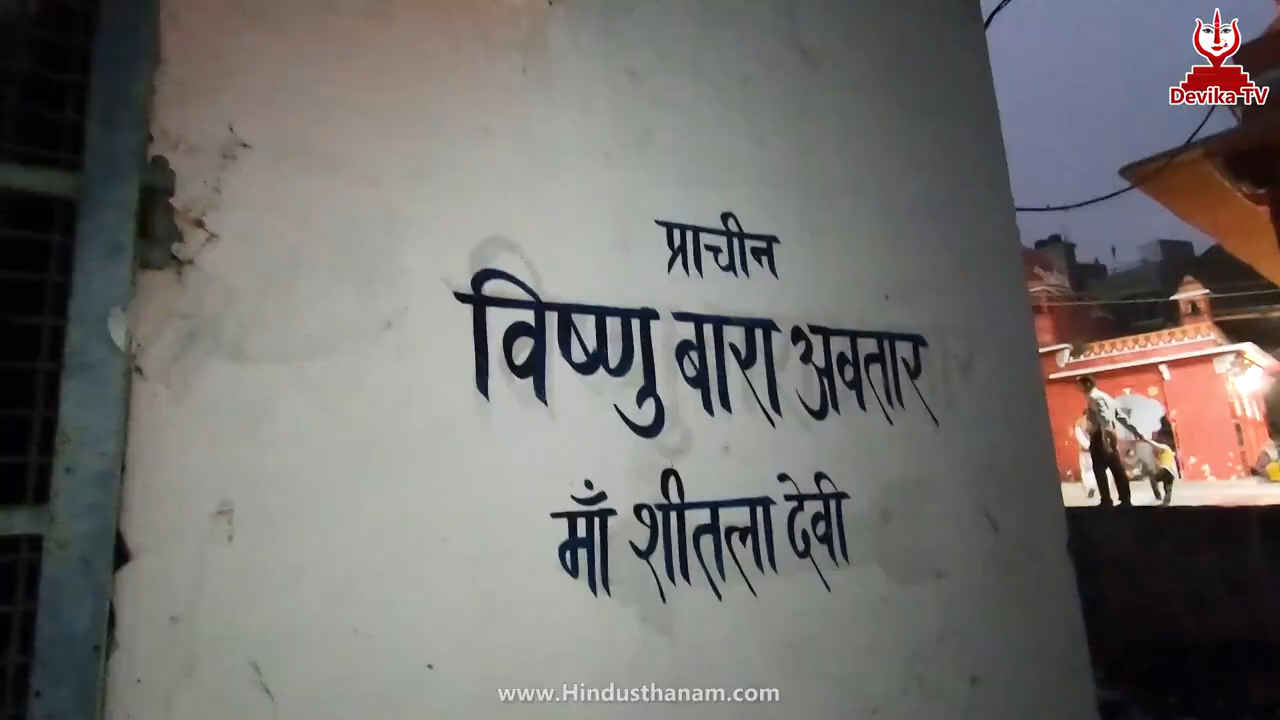 Devika TV
प्राचीन
विष्णु बारा अवतार
माँ शीतला देवी
www.Hindusthanam.com